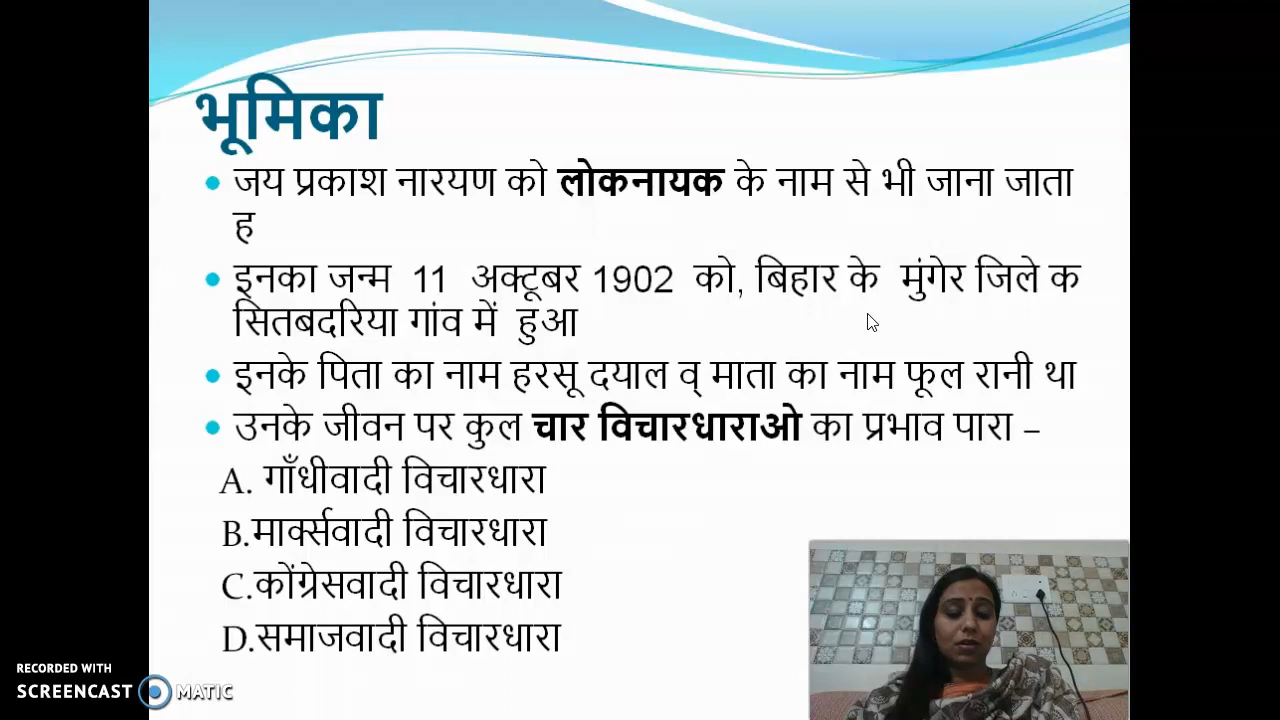 भूमिका
जय प्रकाश नारयण को लोकनायक के नाम से भी जाना जाता
ह
इनका जन्म 11 अक्टूबर 1902 को, बिहार के मुंगेर जिले क
सितबदरिया गांव में हुआ
इनके पिता का नाम हरसू दयाल व् माता का नाम फूल रानी था
उनके जीवन पर कुल चार विचारधाराओ का प्रभाव पारा –
A. गाँधीवादी विचारधारा
B.मार्क्सवादी विचारधारा
C.कोंग्रेसवादी विचारधारा
D.समाजवादी विचारधारा
RECORDED WITH
SCREENCAST MATIC